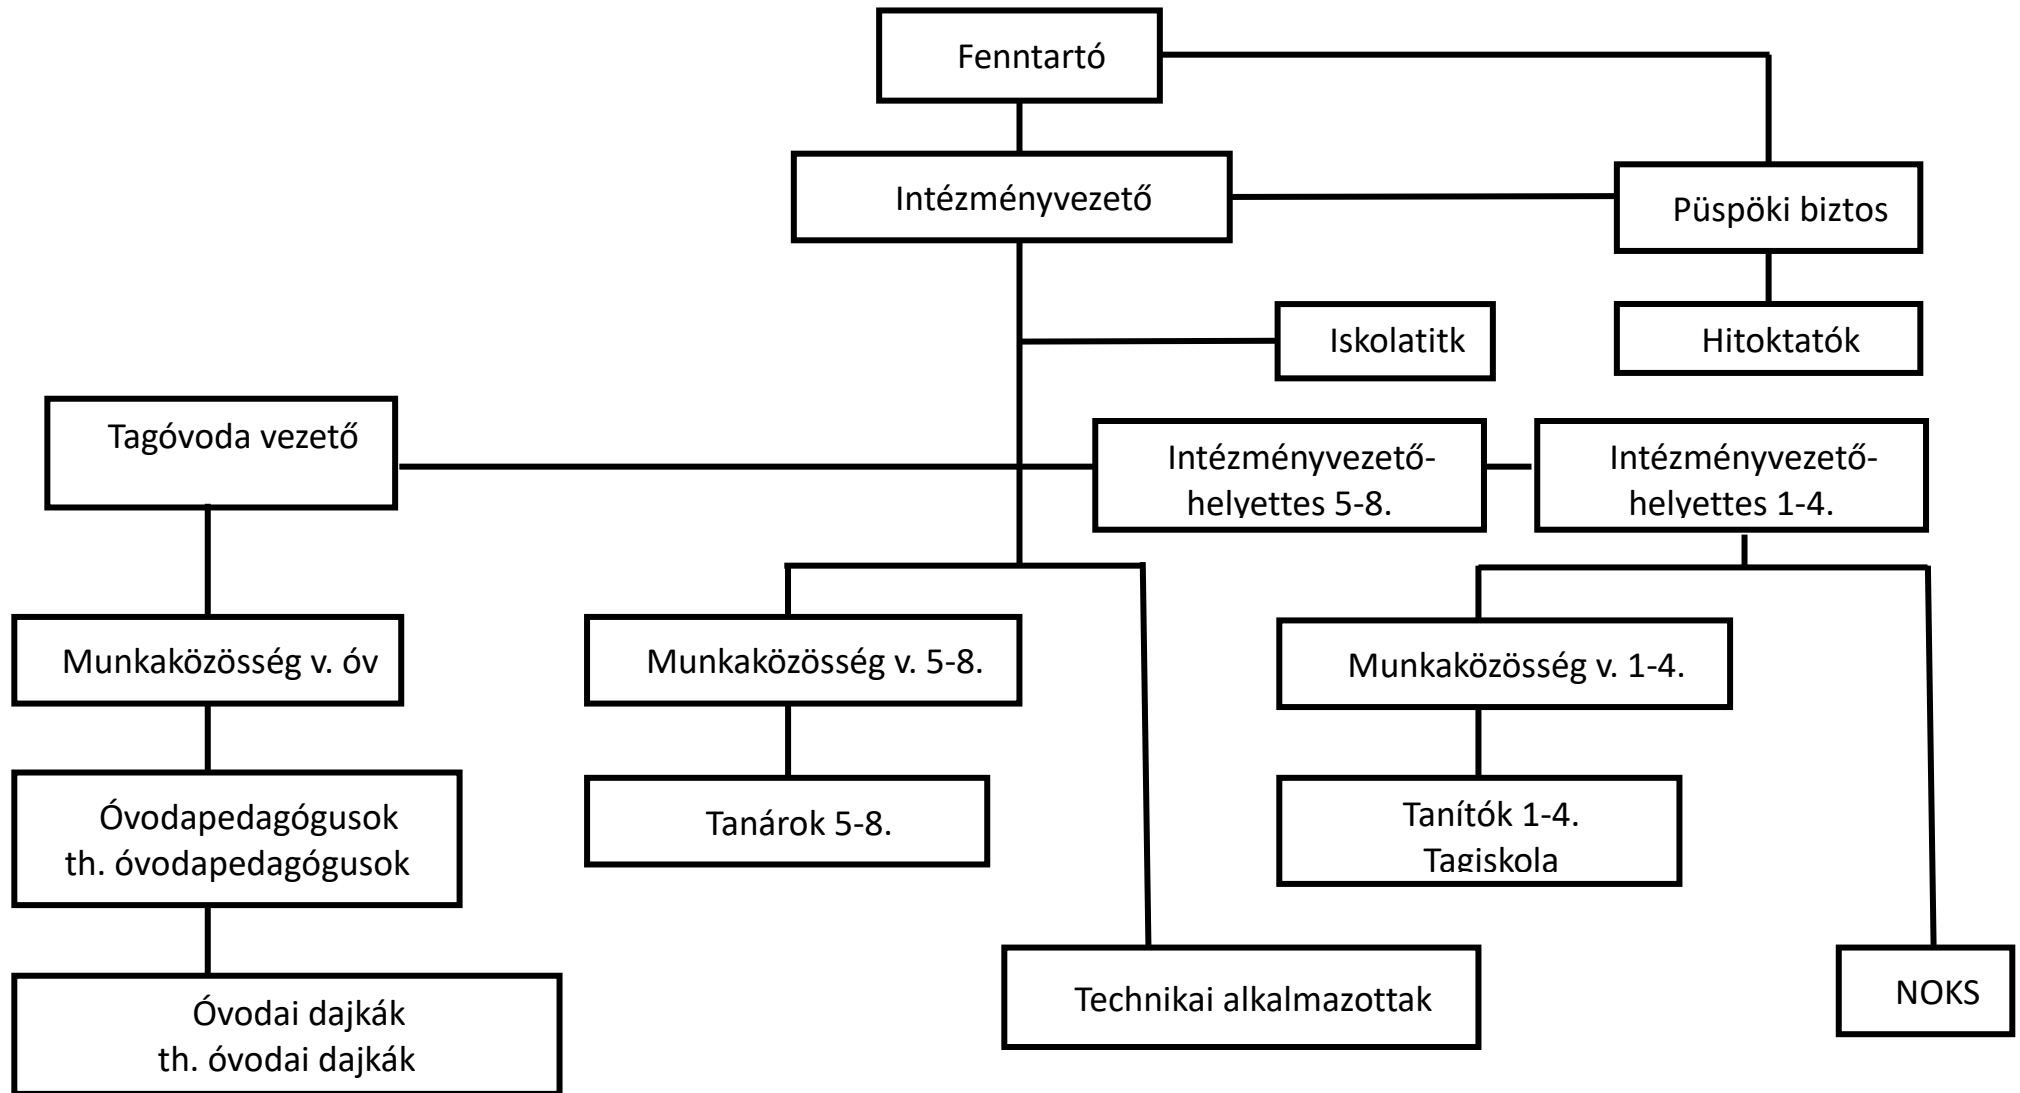 Fenntartó
Intézményvezető
Püspöki biztos
Iskolatitk
Hitoktatók
Tagóvoda vezető
Intézményvezető-
helyettes 5-8.
Intézményvezető-
helyettes 1-4.
Munkaközösség v. óv
Munkaközösség v. 5-8.
Munkaközösség v. 1-4.
Óvodapedagógusok
th. óvodapedagógusok
Tanárok 5-8.
Tanítók 1-4.
Tagiskola
Óvodai dajkák
th. óvodai dajkák
Technikai alkalmazottak
NOKS